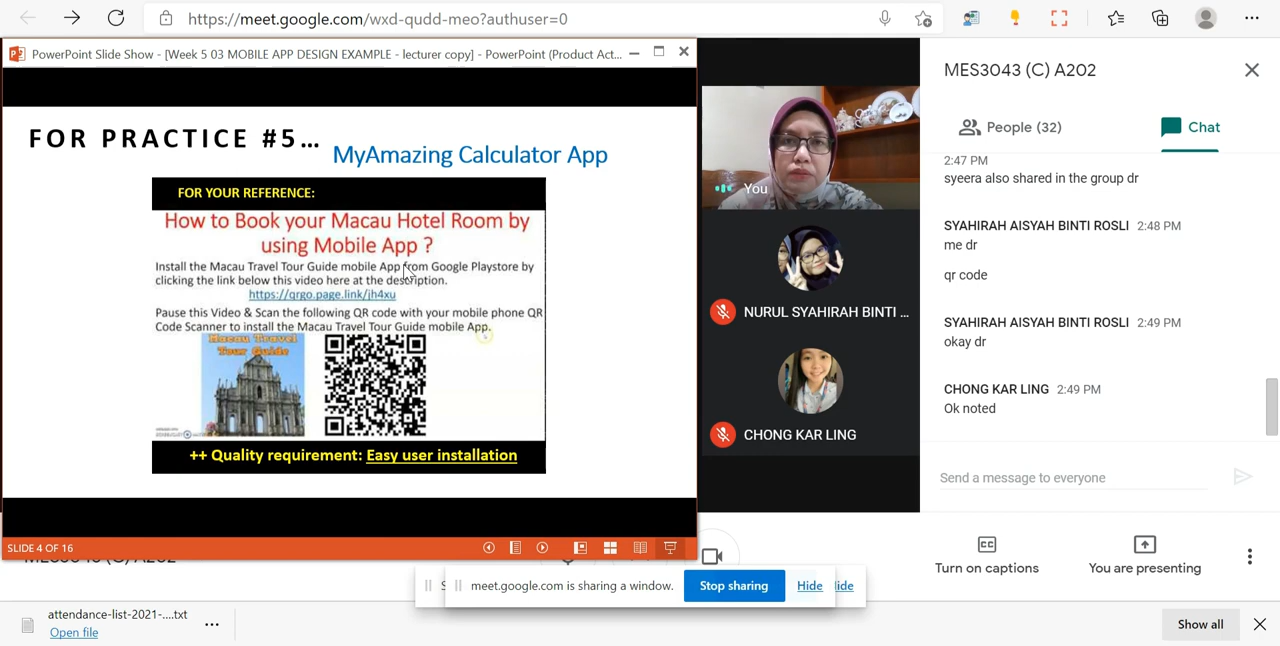 https://meet.google.com/wxd-qudd-meo?authuser=0
PowerPoint Slide Show - [Week 5 03 MOBILE APP DESIGN EXAMPLE - lecturer copy] - PowerPoint (Product Act...
FOR PRACTICE #5...
MyAmazing Calculator App
FOR YOUR REFERENCE:
How to Book your Macau Hotel Room by
using Mobile App ?
Install the Macau Travel Tour Guide mobile App from Google Playstore by
clicking the link below this video here at the description.
https://qrgo.page.link/jh4xu
Pause this Video & Scan the following QR code with your mobile phone QR
Code Scanner to install the Macau Travel Tour Guide mobile App.
Macau Travel
Tour Guide
++ Quality requirement: Easy user installation
SLIDE 4 OF 16
You
NURUL SYAHIRAH BINTI ...
CHONG KAR LING
MES3043 (C) A202
People (32)
Chat
2:47 PM
syeera also shared in the group dr
SYAHIRAH AISYAH BINTI ROSLI 2:48 PM
me dr
qr code
SYAHIRAH AISYAH BINTI ROSLI 2:49 PM
okay dr
CHONG KAR LING 2:49 PM
Ok noted
Send a message to everyone
Turn on captions
You are presenting
meet.google.com is sharing a window.
Stop sharing
Hide
lide
attendance-list-2021-....txt
Open file
Show all